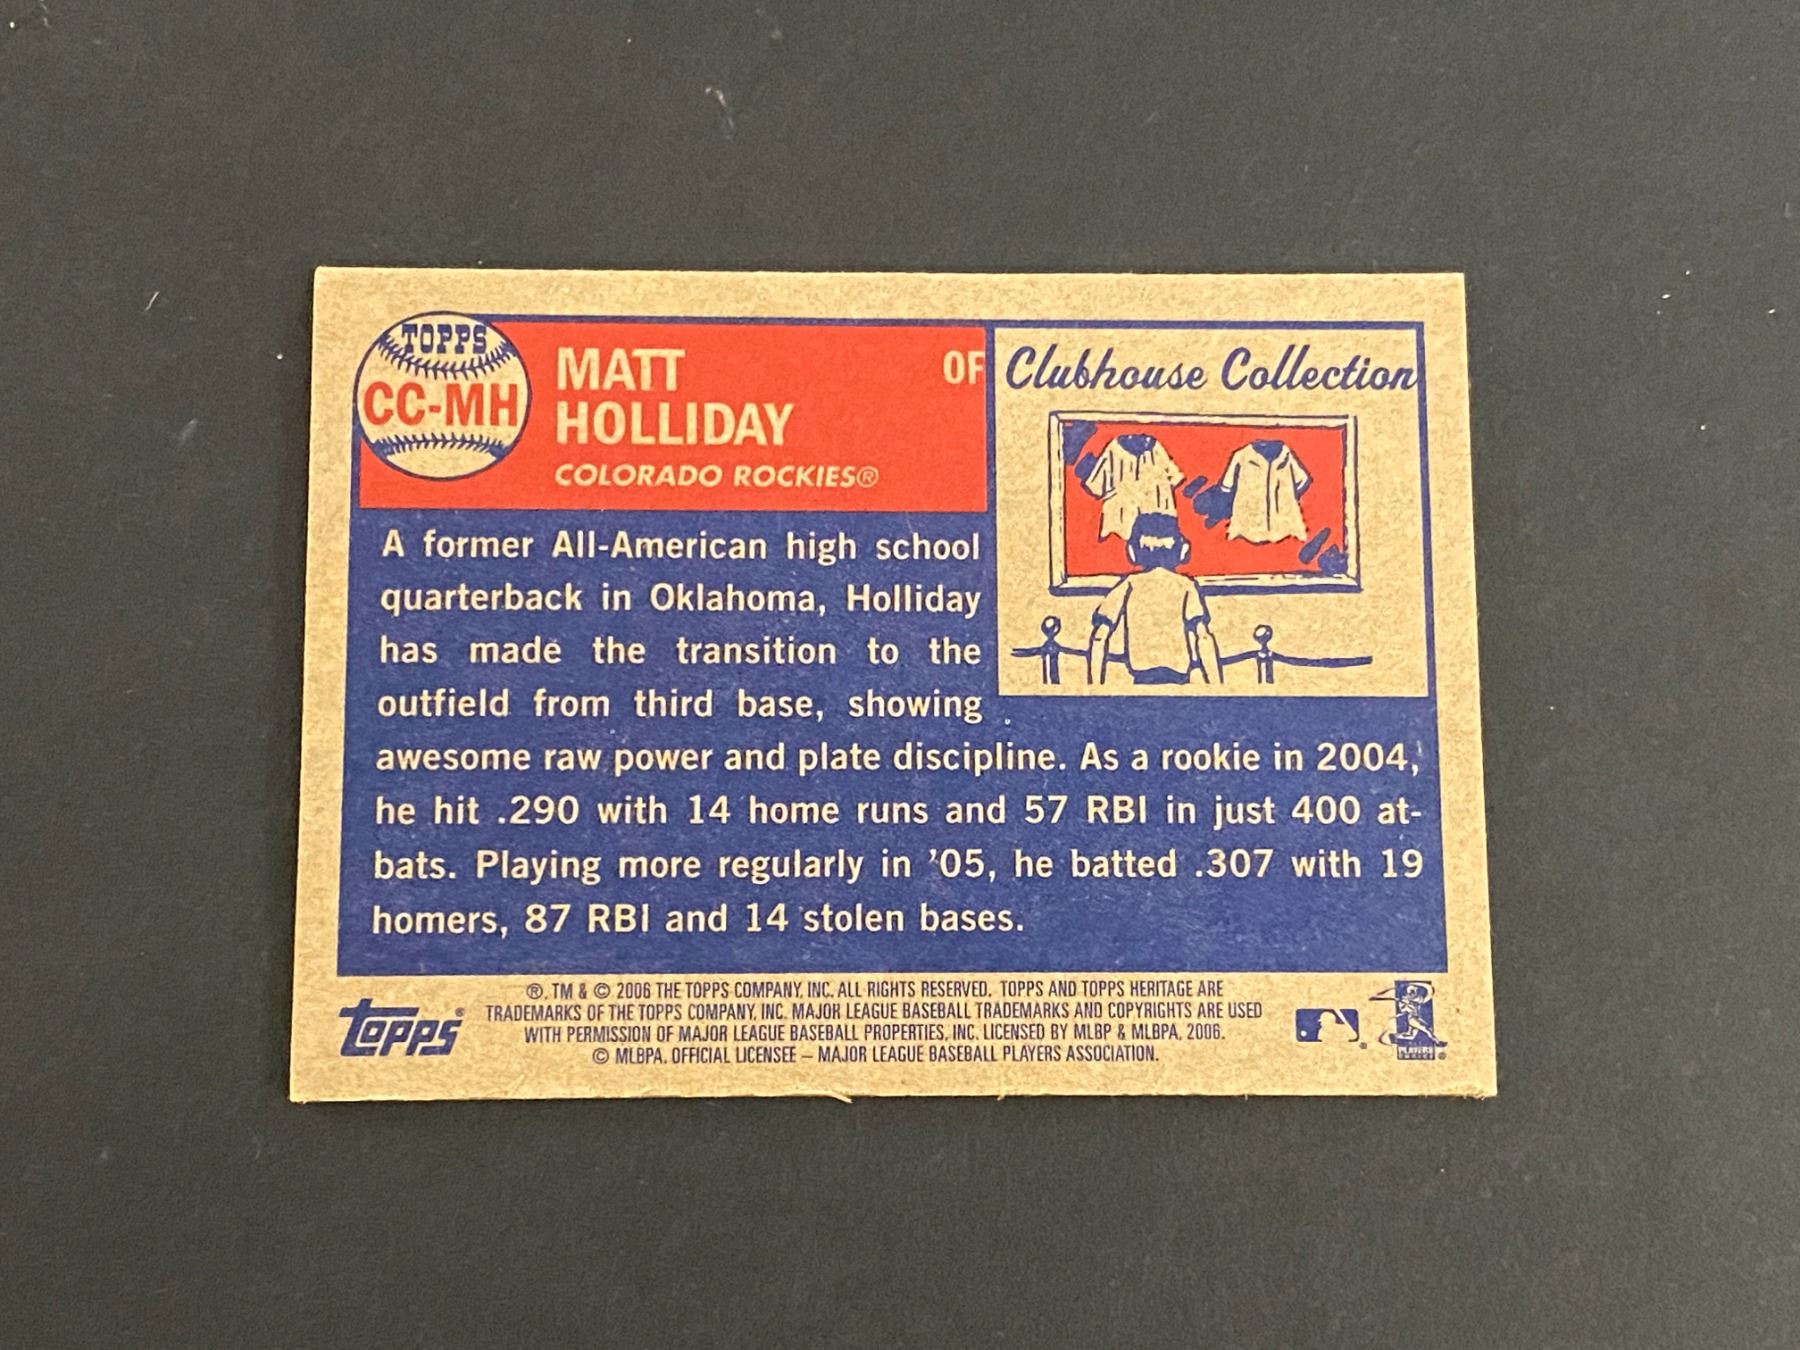 TOPPS
CC-MH
MATT
HOLLIDAY
OF
COLORADO ROCKIES®
Clubhouse Collection
A former All-American high school
quarterback in Oklahoma, Holliday
has made the transition to the
outfield from third base, showing
awesome raw power and plate discipline. As a rookie in 2004,
he hit .290 with 14 home runs and 57 RBI in just 400 at-
bats. Playing more regularly in ’05, he batted .307 with 19
homers, 87 RBI and 14 stolen bases.
topps®
®, TM & © 2006 THE TOPPS COMPANY, INC. ALL RIGHTS RESERVED. TOPPS AND TOPPS HERITAGE ARE
TRADEMARKS OF THE TOPPS COMPANY, INC. MAJOR LEAGUE BASEBALL TRADEMARKS AND COPYRIGHTS ARE USED
WITH PERMISSION OF MAJOR LEAGUE BASEBALL PROPERTIES, INC. LICENSED BY MLBP & MLBPA, 2006.
© MLBPA. OFFICIAL LICENSEE – MAJOR LEAGUE BASEBALL PLAYERS ASSOCIATION.
PLAYERS